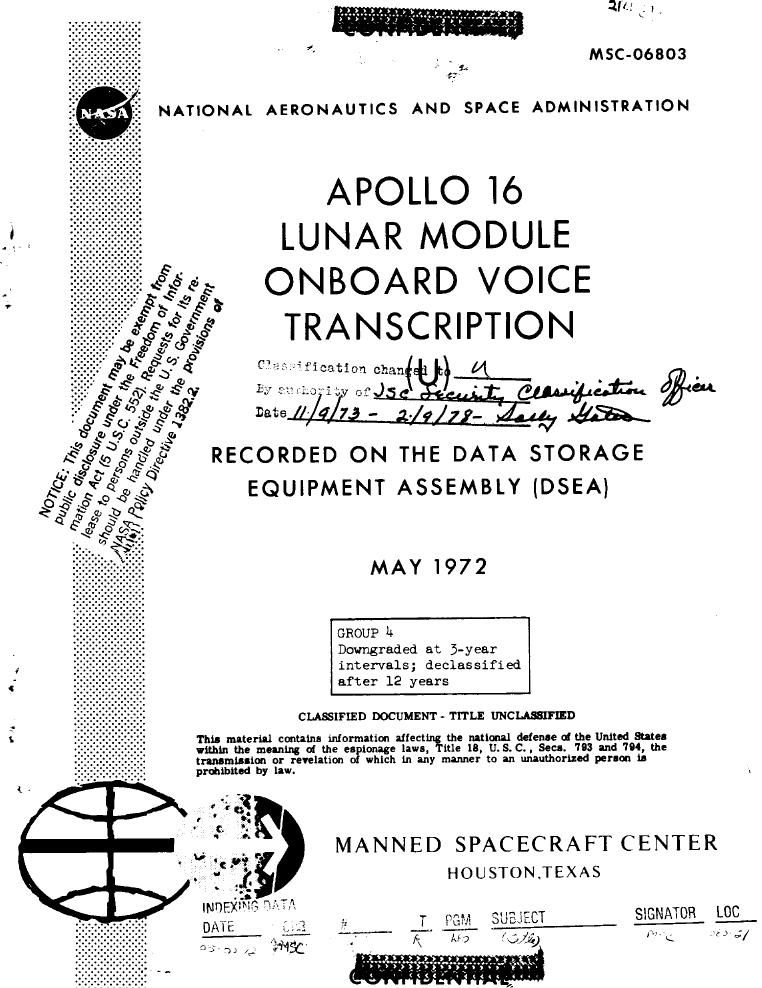 CONFIDENTIAL
MSC-06803
NASA
NATIONAL AERONAUTICS AND SPACE ADMINISTRATION
APOLLO 16
LUNAR MODULE
ONBOARD VOICE
TRANSCRIPTION
NOTICE: This document may be exempt from
public disclosure under the Freedom of Infor-
mation Act (5 U.S.C. 552). Requests for its re-
lease to persons outside the U. S. Government
should be handled under the provisions of
NASA Policy Directive 1382.2.
(U)
Classification changed to U
By authority of JSC Security Classification Officer
Date 11/9/73 - 2/9/78- Sally Gates
RECORDED ON THE DATA STORAGE
EQUIPMENT ASSEMBLY (DSEA)
MAY 1972
GROUP 4
Downgraded at 3-year
intervals; declassified
after 12 years
CLASSIFIED DOCUMENT - TITLE UNCLASSIFIED
This material contains information affecting the national defense of the United States
within the meaning of the espionage laws, Title 18, U. S. C., Secs. 793 and 794, the
transmission or revelation of which in any manner to an unauthorized person is
prohibited by law.
MANNED SPACECRAFT CENTER
HOUSTON,TEXAS
INDEXING DATA
DATE # T PGM SUBJECT SIGNATOR LOC
MSC R
CONFIDENTIAL